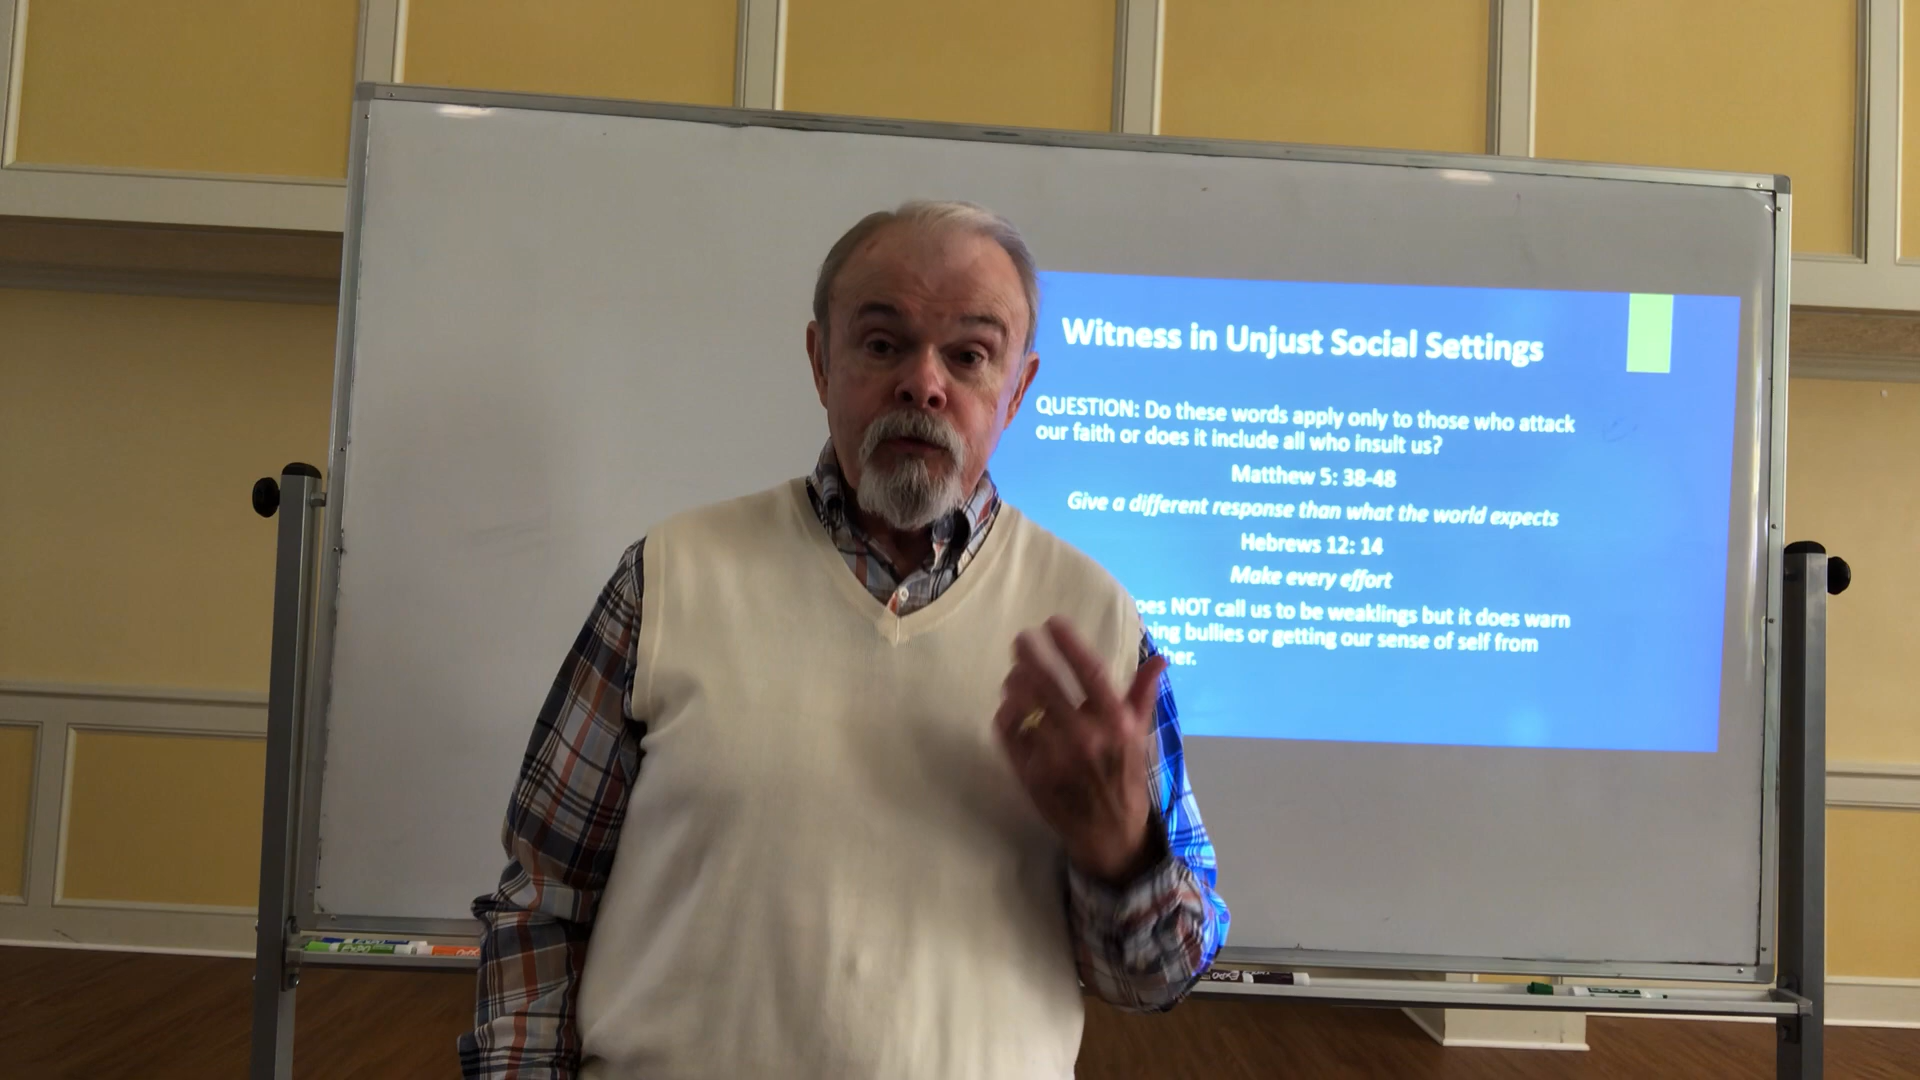 Witness in Unjust Social Settings
QUESTION: Do these words apply only to those who attack
our faith or does it include all who insult us?
Matthew 5: 38-48
Give a different response than what the world expects
Hebrews 12: 14
Make every effort
oes NOT call us to be weaklings but it does warn
ing bullies or getting our sense of self from
her.
EXPO
EXPO